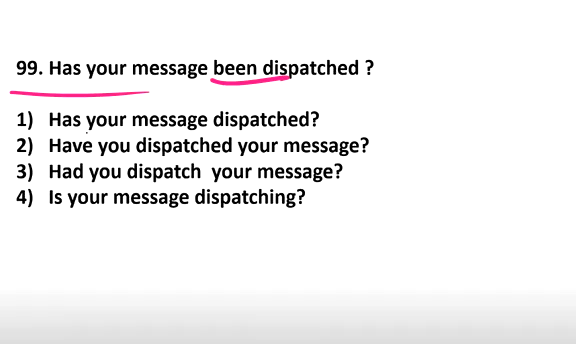 99. Has your message been dispatched ?
1) Has your message dispatched?
2) Have you dispatched your message?
3) Had you dispatch your message?
4) Is your message dispatching?